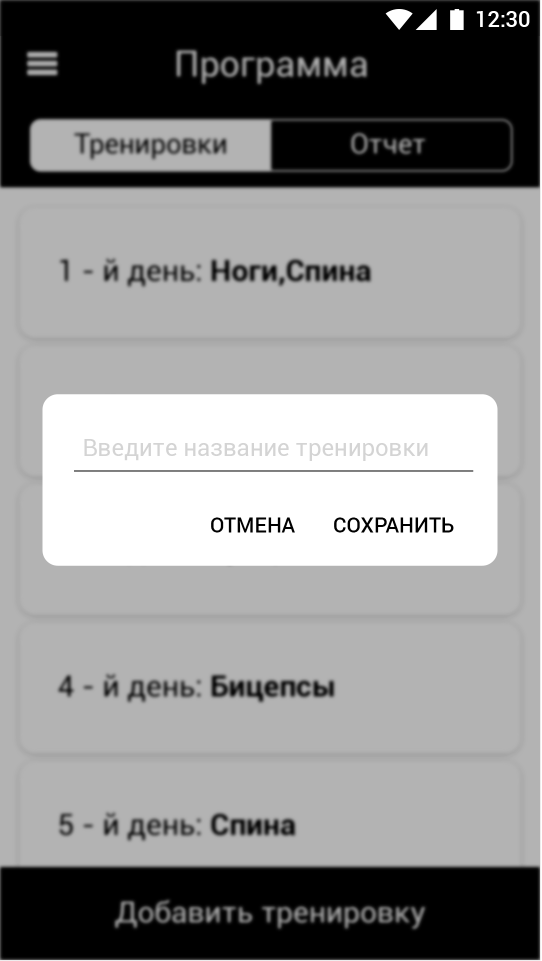 12:30
Программа
Тренировки Отчет
1 - й день: Ноги,Спина
Введите название тренировки
ОТМЕНА СОХРАНИТЬ
4 - й день: Бицепсы
5 - й день: Спина
Добавить тренировку